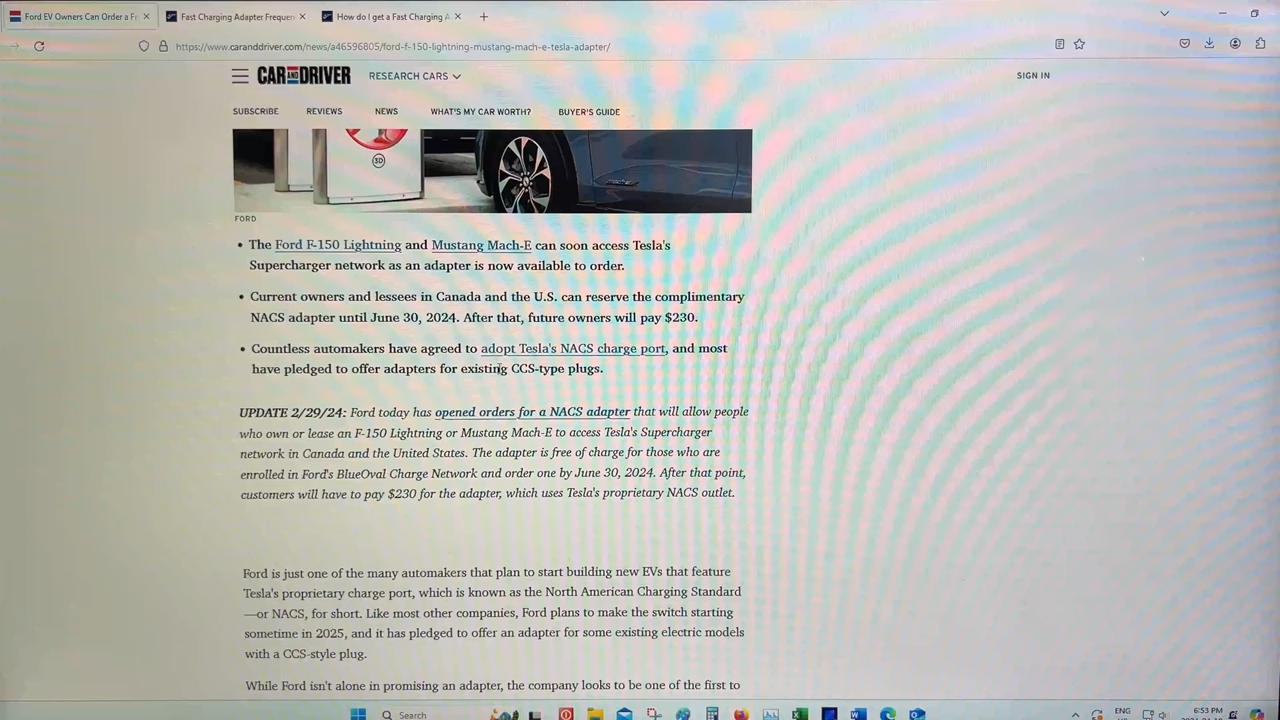 Ford EV Owners Can Order a Fr
Fast Charging Adapter Frequen
How do I get a Fast Charging A
https://www.caranddriver.com/news/a46596805/ford-f-150-lightning-mustang-mach-e-tesla-adapter/
CAR AND DRIVER
RESEARCH CARS
SIGN IN
SUBSCRIBE
REVIEWS
NEWS
WHAT'S MY CAR WORTH?
BUYER'S GUIDE
3D
FORD
• The Ford F-150 Lightning and Mustang Mach-E can soon access Tesla's
Supercharger network as an adapter is now available to order.
• Current owners and lessees in Canada and the U.S. can reserve the complimentary
NACS adapter until June 30, 2024. After that, future owners will pay $230.
• Countless automakers have agreed to adopt Tesla's NACS charge port, and most
have pledged to offer adapters for existing CCS-type plugs.
UPDATE 2/29/24: Ford today has opened orders for a NACS adapter that will allow people
who own or lease an F-150 Lightning or Mustang Mach-E to access Tesla's Supercharger
network in Canada and the United States. The adapter is free of charge for those who are
enrolled in Ford's BlueOval Charge Network and order one by June 30, 2024. After that point,
customers will have to pay $230 for the adapter, which uses Tesla's proprietary NACS outlet.
Ford is just one of the many automakers that plan to start building new EVs that feature
Tesla's proprietary charge port, which is known as the North American Charging Standard
—or NACS, for short. Like most other companies, Ford plans to make the switch starting
sometime in 2025, and it has pledged to offer an adapter for some existing electric models
with a CCS-style plug.
While Ford isn't alone in promising an adapter, the company looks to be one of the first to
Search
ENG
6:53 PM